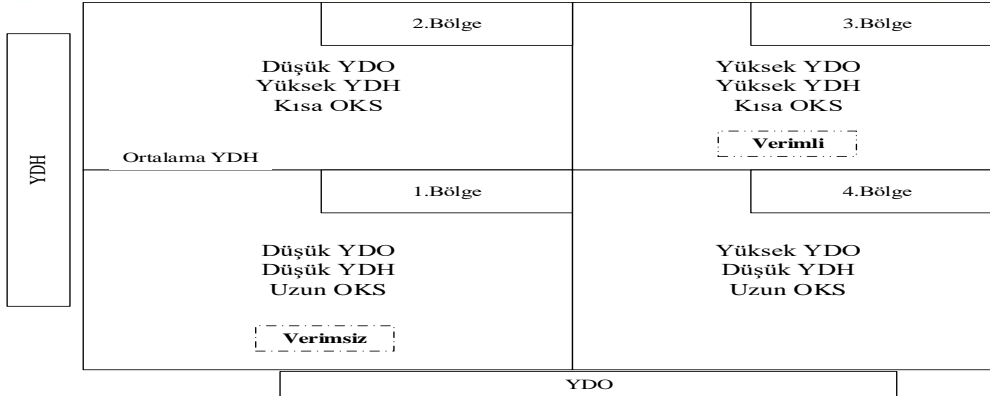 2.Bölge
Düşük YDO
Yüksek YDH
Kısa OKS
3.Bölge
Yüksek YDO
Yüksek YDH
Kısa OKS
Verimli
YDH
Ortalama YDH
1.Bölge
Düşük YDO
Düşük YDH
Uzun OKS
Verimsiz
4.Bölge
Yüksek YDO
Düşük YDH
Uzun OKS
YDO